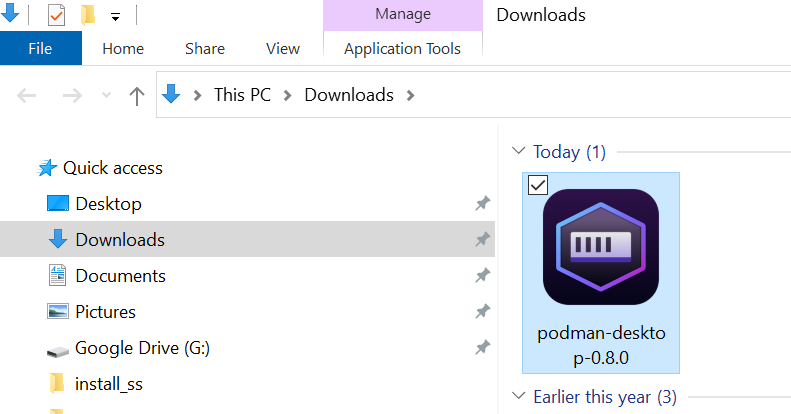 Manage
Downloads
File
Home
Share
View
Application Tools
This PC
Downloads
Quick access
Desktop
Downloads
Documents
Pictures
Google Drive (G:)
install_ss
Today (1)
podman-deskto
p-0.8.0
Earlier this year (3)